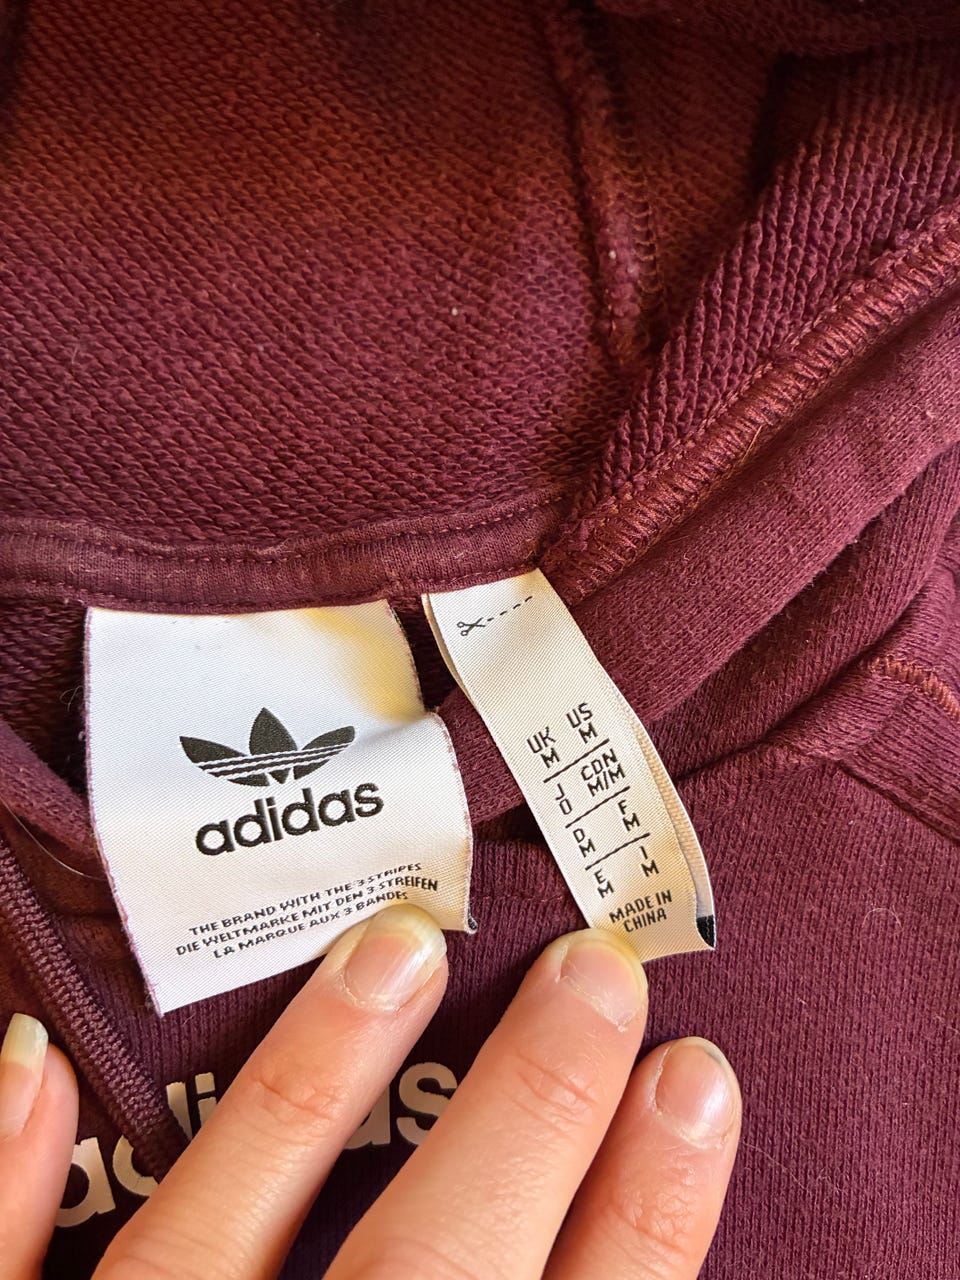 adidas
THE BRAND WITH THE 3 STRIPES
DIE WELTMARKE MIT DEN 3 STREIFEN
LA MARQUE AUX 3 BANDES
UK M US M
J O CDN M/M
D M F M
E M I M
MADE IN
CHINA
adidas